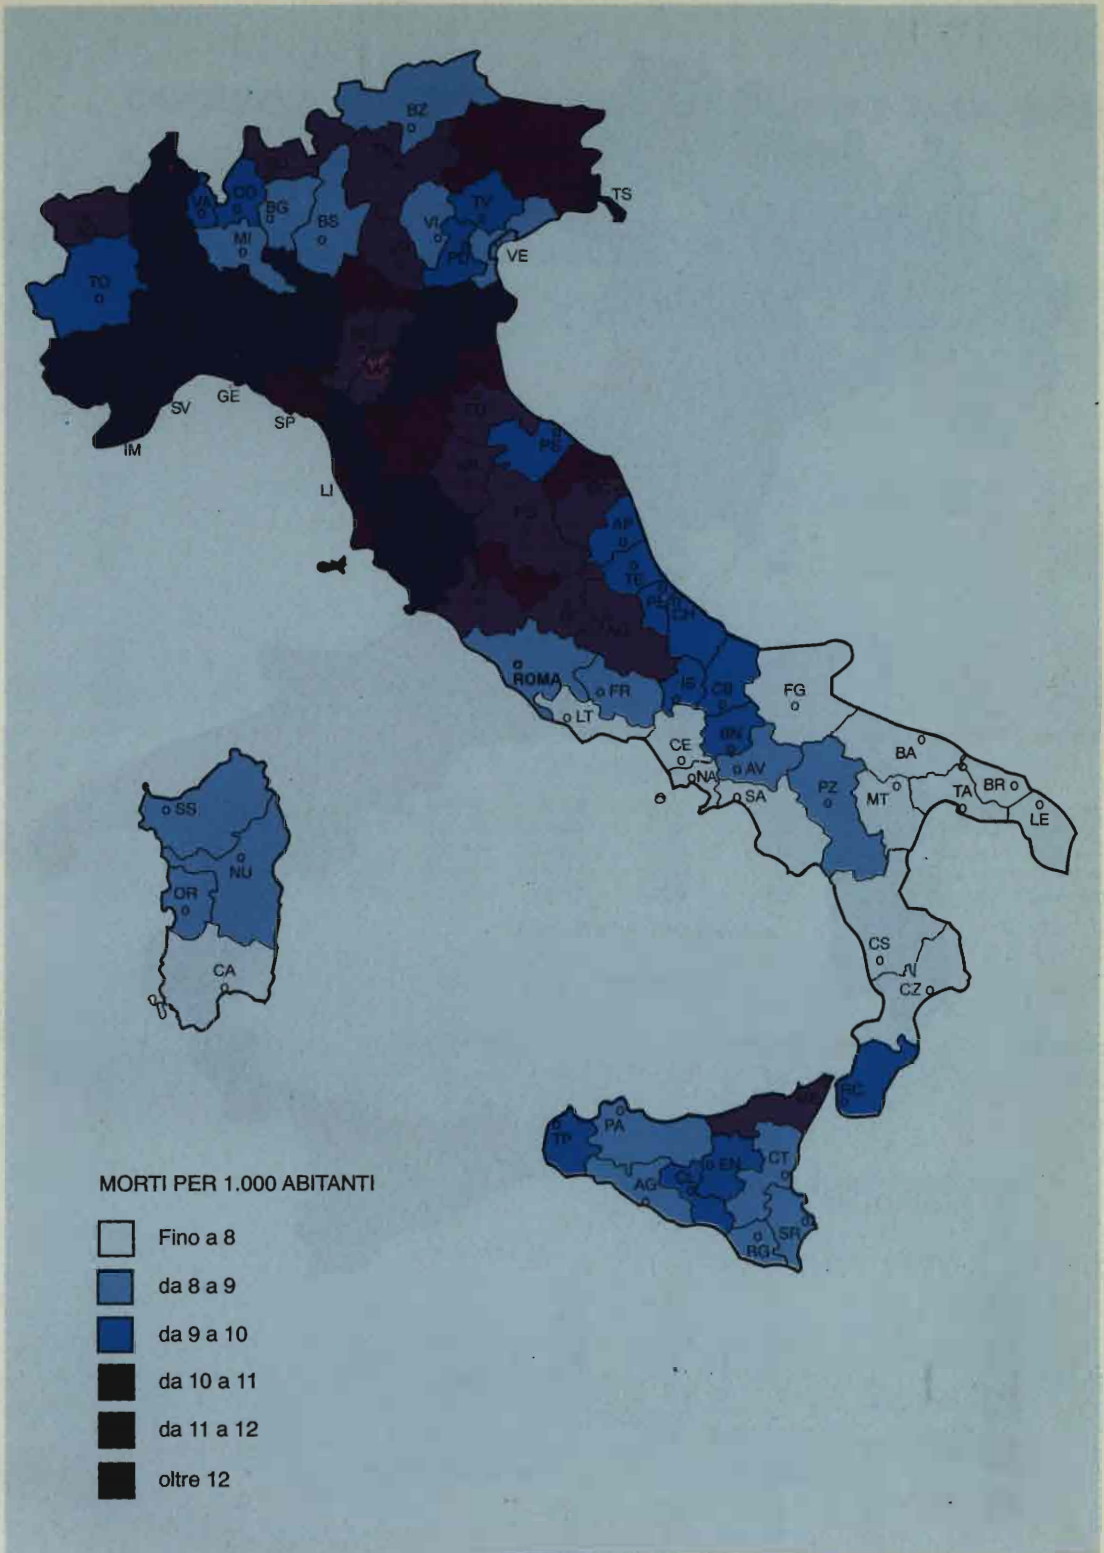 BZ
TS
VA
CO
BG
BS
MI
VI
TV
PD
VE
TO
GE
SV
SP
IM
LI
PS
AP
TE
PE
CH
ROMA
FR
LT
IS
CB
FG
CE
BN
NA
AV
SA
PZ
BA
MT
TA
BR
LE
SS
NU
OR
CA
CS
CZ
RC
ME
TP
PA
EN
CT
CL
AG
SR
RG
MORTI PER 1.000 ABITANTI
Fino a 8
da 8 a 9
da 9 a 10
da 10 a 11
da 11 a 12
oltre 12